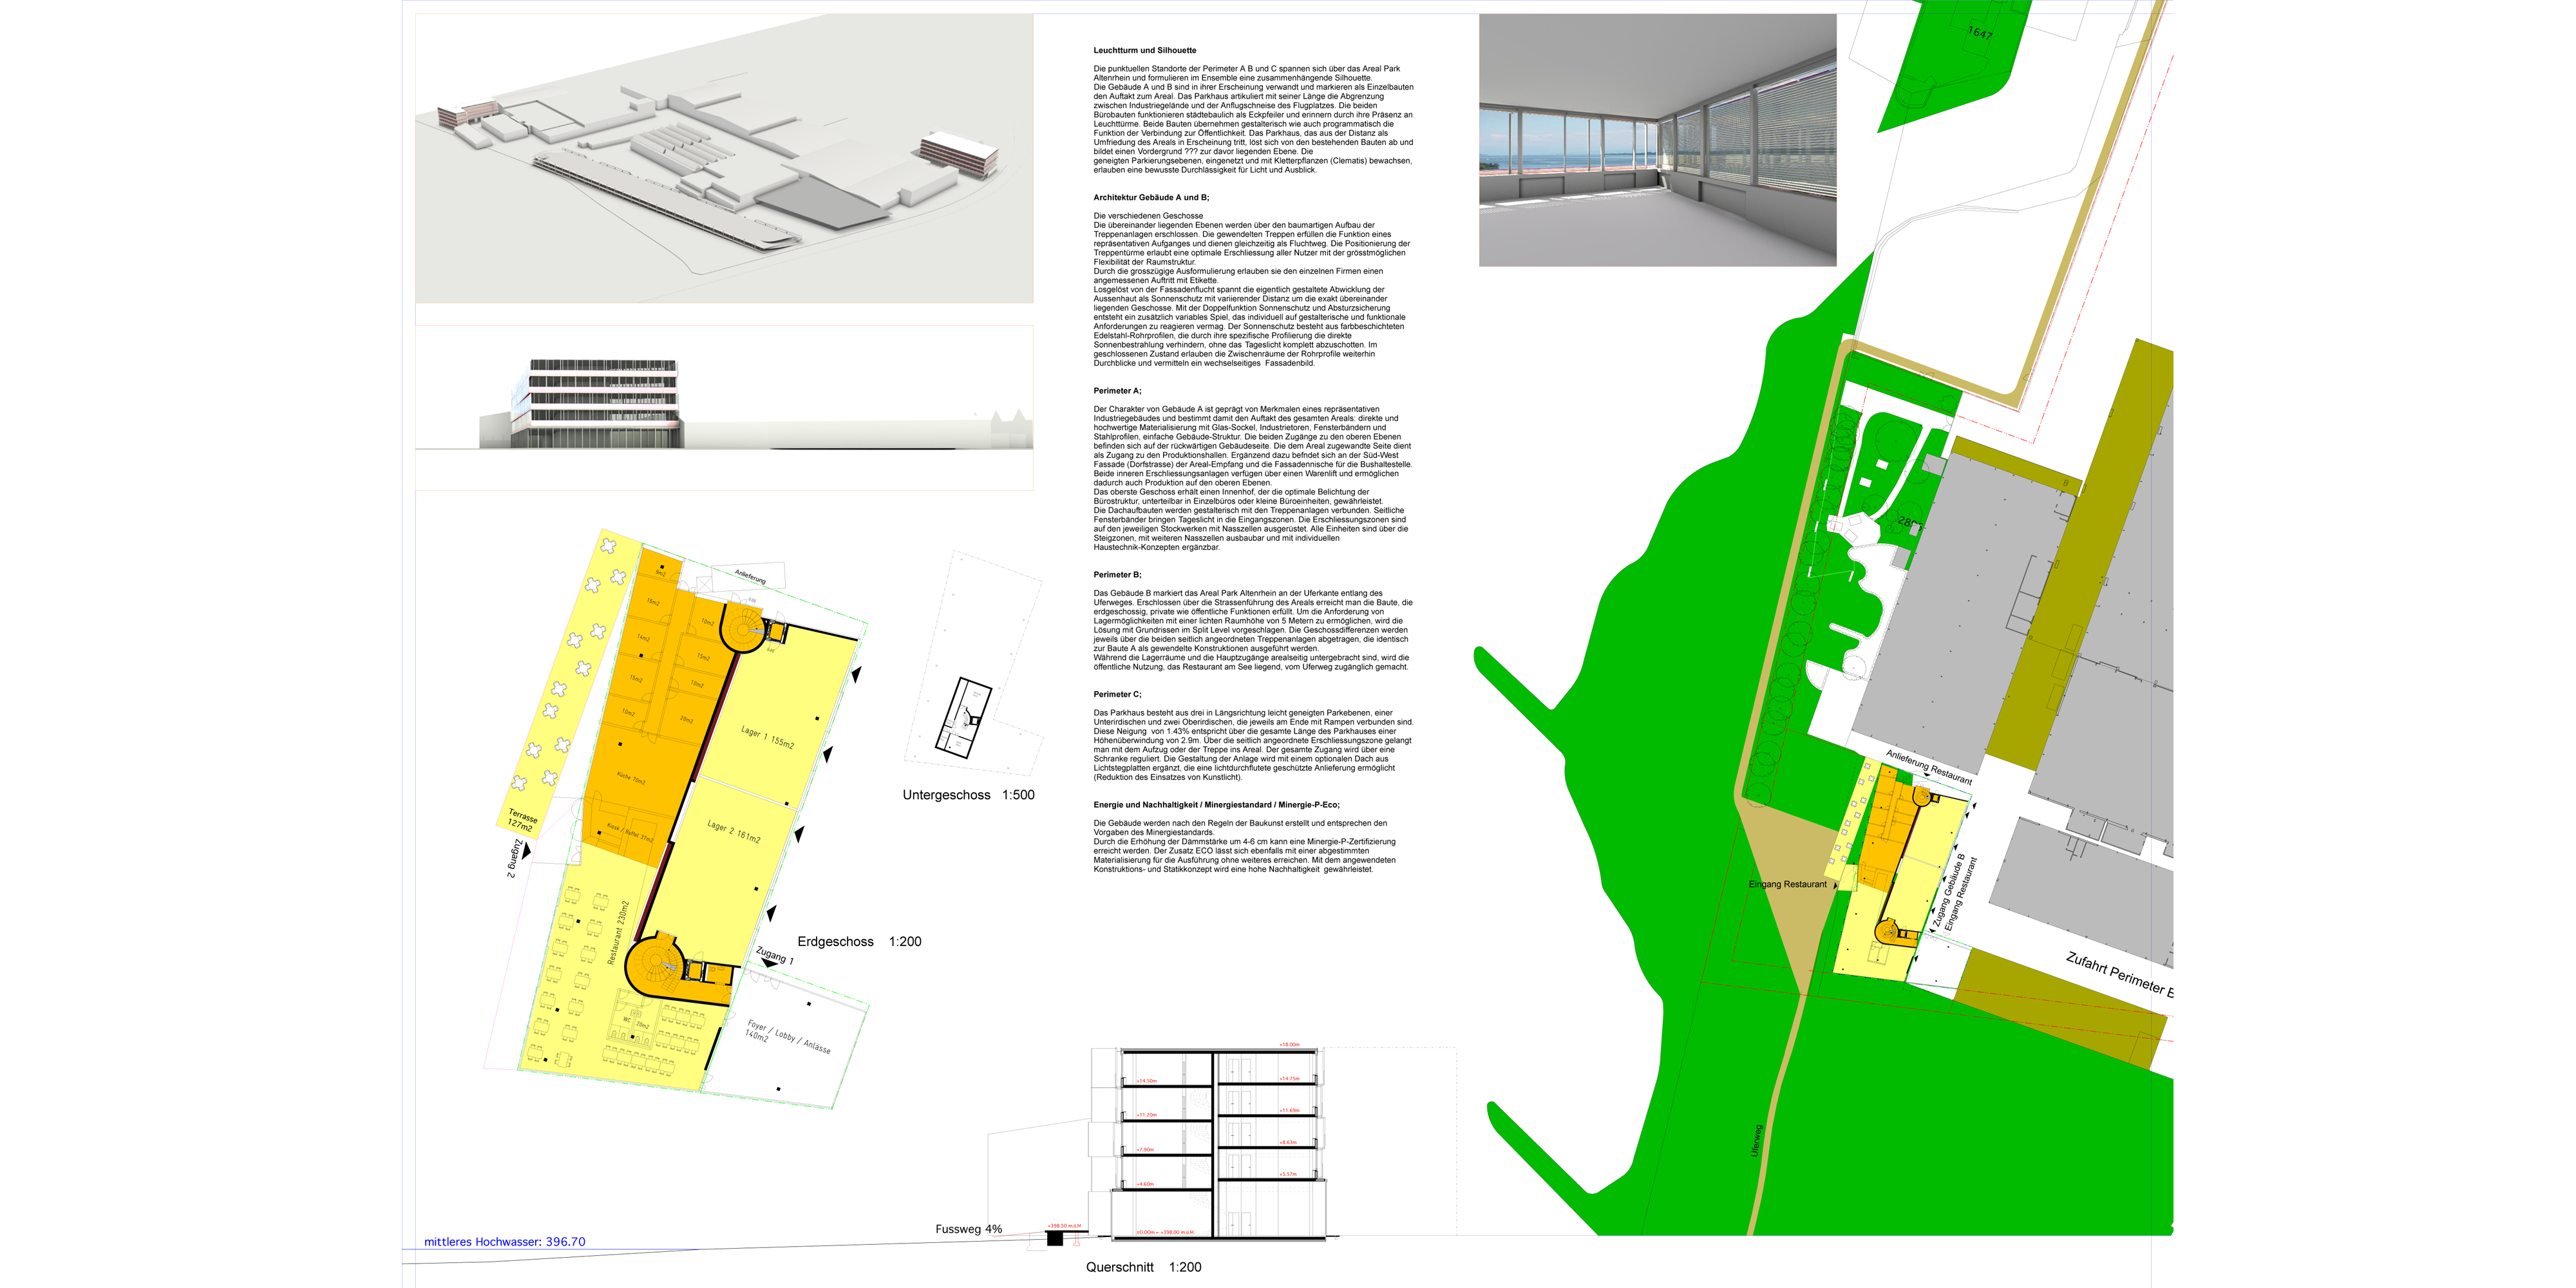 Leuchtturm und Silhouette
Die punktuellen Standorte der Perimeter A B und C spannen sich über das Areal Park
Altenrhein und formulieren im Ensemble eine zusammenhängende Silhouette.
Die Gebäude A und B sind in ihrer Erscheinung verwandt und markieren als Einzelbauten
den Auftakt zum Areal. Das Parkhaus artikuliert mit seiner Länge die Abgrenzung
zwischen Industriegelände und der Anflugschneise des Flugplatzes. Die beiden
Bürobauten funktionieren städtebaulich als Eckpfeiler und erinnern durch ihre Präsenz an
Leuchttürme. Beide Bauten übernehmen gestalterisch wie auch programmatisch die
Funktion der Verbindung zur Öffentlichkeit. Das Parkhaus, das aus der Distanz als
Umfriedung des Areals in Erscheinung tritt, löst sich von den bestehenden Bauten ab und
bildet einen Vordergrund ??? zur davor liegenden Ebene. Die
geneigten Parkierungsebenen, eingenetzt und mit Kletterpflanzen (Clematis) bewachsen,
erlauben eine bewusste Durchlässigkeit für Licht und Ausblick.
Architektur Gebäude A und B;
Die verschiedenen Geschosse
Die übereinander liegenden Ebenen werden über den baumartigen Aufbau der
Treppenanlagen erschlossen. Die gewendelten Treppen erfüllen die Funktion eines
repräsentativen Aufganges und dienen gleichzeitig als Fluchtweg. Die Positionierung der
Treppentürme erlaubt eine optimale Erschliessung aller Nutzer mit der grösstmöglichen
Flexibilität der Raumstruktur.
Durch die grosszügige Ausformulierung erlauben sie den einzelnen Firmen einen
angemessenen Auftritt mit Etikette.
Losgelöst von der Fassadenflucht spannt die eigentlich gestaltete Abwicklung der
Aussenhaut als Sonnenschutz mit variierender Distanz um die exakt übereinander
liegenden Geschosse. Mit der Doppelfunktion Sonnenschutz und Absturzsicherung
entsteht ein zusätzlich variables Spiel, das individuell auf gestalterische und funktionale
Anforderungen zu reagieren vermag. Der Sonnenschutz besteht aus farbbeschichteten
Edelstahl-Rohrprofilen, die durch ihre spezifische Profilierung die direkte
Sonnenbestrahlung verhindern, ohne das Tageslicht komplett abzuschotten. Im
geschlossenen Zustand erlauben die Zwischenräume der Rohrprofile weiterhin
Durchblicke und vermitteln ein wechselseitiges Fassadenbild.
Perimeter A;
Der Charakter von Gebäude A ist geprägt von Merkmalen eines repräsentativen
Industriegebäudes und bestimmt damit den Auftakt des gesamten Areals: direkte und
hochwertige Materialisierung mit Glas-Sockel, Industrietoren, Fensterbändern und
Stahlprofilen, einfache Gebäude-Struktur. Die beiden Zugänge zu den oberen Ebenen
befinden sich auf der rückwärtigen Gebäudeseite. Die dem Areal zugewandte Seite dient
als Zugang zu den Produktionshallen. Ergänzend dazu befndet sich an der Süd-West
Fassade (Dorfstrasse) der Areal-Empfang und die Fassadennische für die Bushaltestelle.
Beide inneren Erschliessungsanlagen verfügen über einen Warenlift und ermöglichen
dadurch auch Produktion auf den oberen Ebenen.
Das oberste Geschoss erhält einen Innenhof, der die optimale Belichtung der
Bürostruktur, unterteilbar in Einzelbüros oder kleine Büroeinheiten, gewährleistet.
Die Dachaufbauten werden gestalterisch mit den Treppenanlagen verbunden. Seitliche
Fensterbänder bringen Tageslicht in die Eingangszonen. Die Erschliessungszonen sind
auf den jeweiligen Stockwerken mit Nasszellen ausgerüstet. Alle Einheiten sind über die
Steigzonen, mit weiteren Nasszellen ausbaubar und mit individuellen
Haustechnik-Konzepten ergänzbar.
Perimeter B;
Das Gebäude B markiert das Areal Park Altenrhein an der Uferkante entlang des
Uferweges. Erschlossen über die Strassenführung des Areals erreicht man die Baute, die
erdgeschossig, private wie öffentliche Funktionen erfüllt. Um die Anforderung von
Lagermöglichkeiten mit einer lichten Raumhöhe von 5 Metern zu ermöglichen, wird die
Lösung mit Grundrissen im Split Level vorgeschlagen. Die Geschossdifferenzen werden
jeweils über die beiden seitlich angeordneten Treppenanlagen abgetragen, die identisch
zur Baute A als gewendelte Konstruktionen ausgeführt werden.
Während die Lagerräume und die Hauptzugänge arealseitig untergebracht sind, wird die
öffentliche Nutzung, das Restaurant am See liegend, vom Uferweg zugänglich gemacht.
Perimeter C;
Das Parkhaus besteht aus drei in Längsrichtung leicht geneigten Parkebenen, einer
Unterirdischen und zwei Oberirdischen, die jeweils am Ende mit Rampen verbunden sind.
Diese Neigung von 1.43% entspricht über die gesamte Länge des Parkhauses einer
Höhenüberwindung von 2.9m. Über die seitlich angeordnete Erschliessungszone gelangt
man mit dem Aufzug oder der Treppe ins Areal. Der gesamte Zugang wird über eine
Schranke reguliert. Die Gestaltung der Anlage wird mit einem optionalen Dach aus
Lichtstegplatten ergänzt, die eine lichtdurchflutete geschützte Anlieferung ermöglicht
(Reduktion des Einsatzes von Kunstlicht).
Energie und Nachhaltigkeit / Minergiestandard / Minergie-P-Eco;
Die Gebäude werden nach den Regeln der Baukunst erstellt und entsprechen den
Vorgaben des Minergiestandards.
Durch die Erhöhung der Dämmstärke um 4-6 cm kann eine Minergie-P-Zertifizierung
erreicht werden. Der Zusatz ECO lässt sich ebenfalls mit einer abgestimmten
Materialisierung für die Ausführung ohne weiteres erreichen. Mit dem angewendeten
Konstruktions- und Statikkonzept wird eine hohe Nachhaltigkeit gewährleistet.
Anlieferung
9m2
16m2
14m2
15m2
10m2
10m2
15m2
10m2
20m2
Küche 70m2
Kiosk / Buffet 37m2
Lager 1 155m2
Lager 2 161m2
Terrasse
127m2
Zugang 2
Restaurant 230m2
WC
20m2
Zugang 1
Foyer / Lobby / Anlässe
140m2
Erdgeschoss 1:200
Untergeschoss 1:500
+18.00m
+14.50m
+14.75m
+11.20m
+11.69m
+7.90m
+8.63m
+4.60m
+5.57m
±0.00m = +398.00 m.ü.M
+398.50 m.ü.M
Fussweg 4%
mittleres Hochwasser: 396.70
Querschnitt 1:200
1647
Anlieferung Restaurant
Eingang Restaurant
Zugang Gebäude B
Eingang Restaurant
Zufahrt Perimeter B
Uferweg